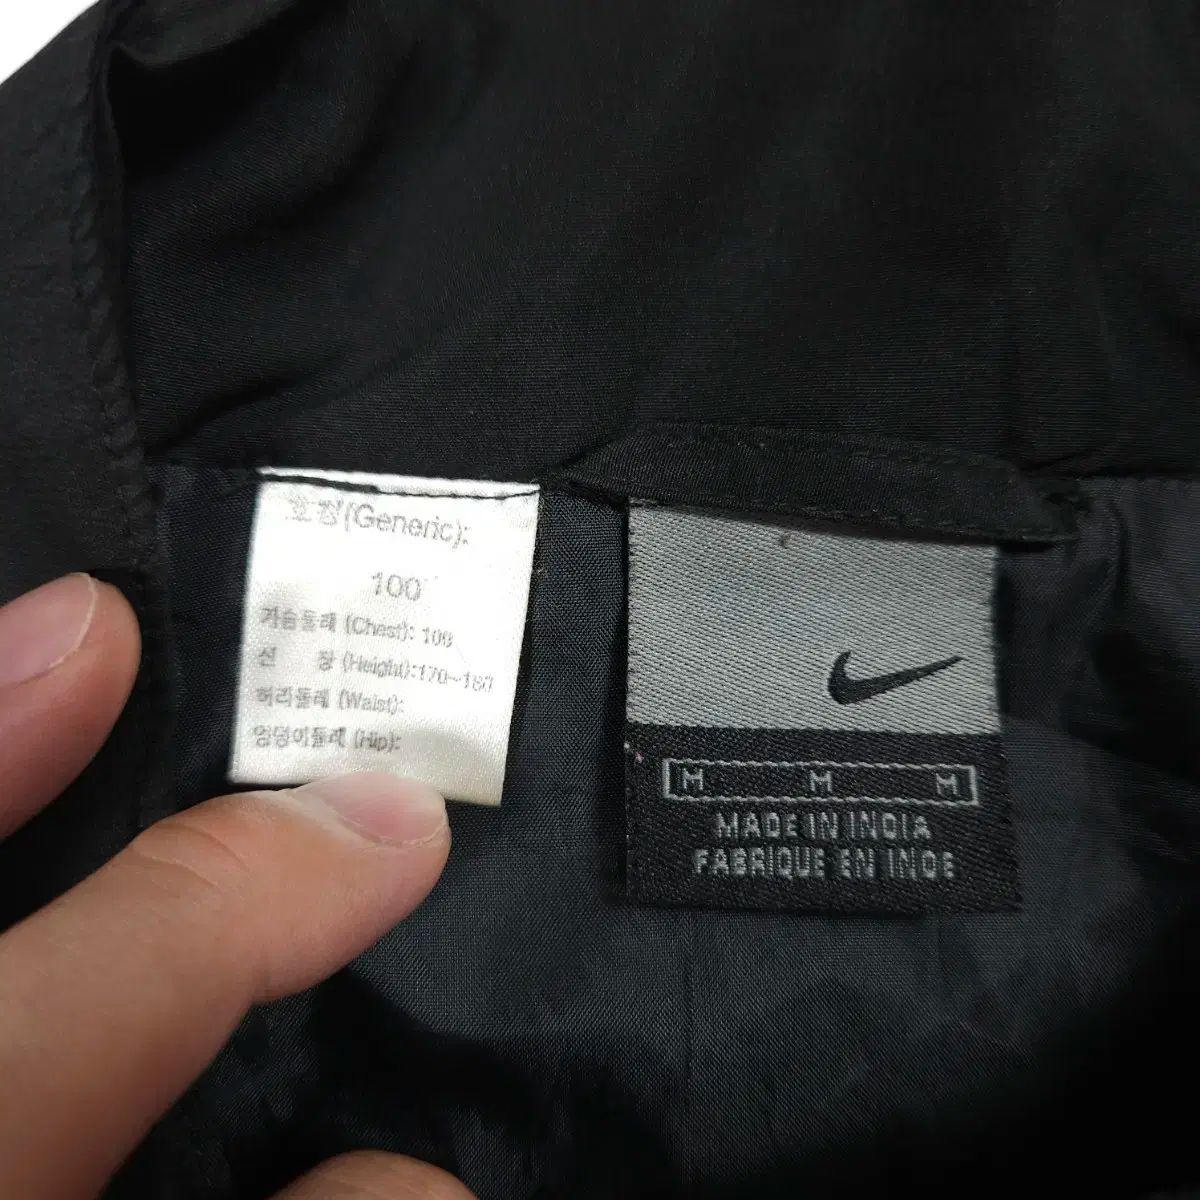 호칭(Generic):
100
가슴둘레 (Chest): 100
신 장 (Height):170~180
허리둘레 (Waist):
엉덩이둘레 (Hip):
M M M
MADE IN INDIA
FABRIQUE EN INDE